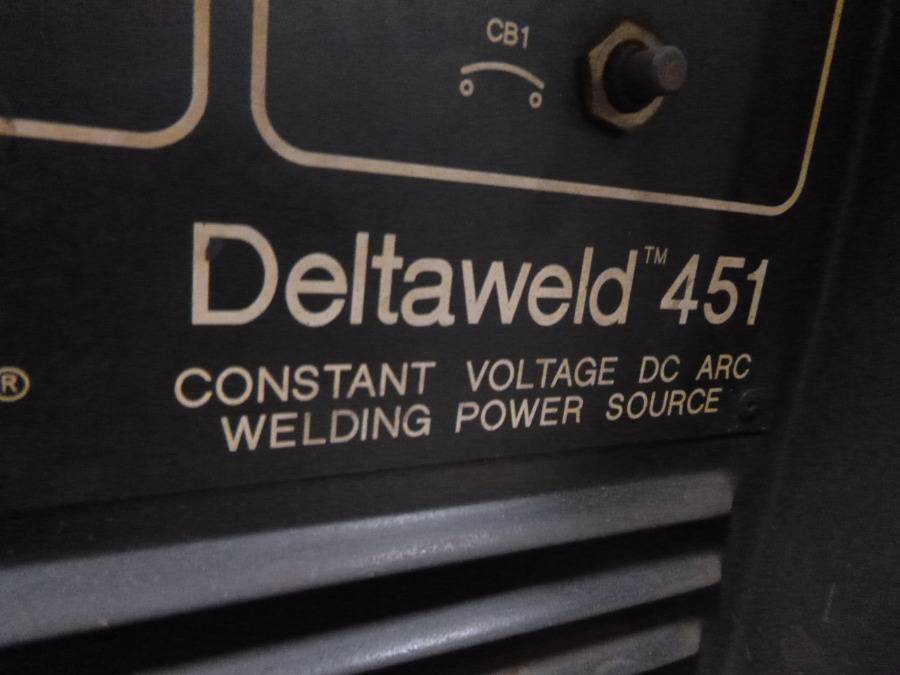 CB1
Deltaweld™ 451
®
CONSTANT VOLTAGE DC ARC
WELDING POWER SOURCE